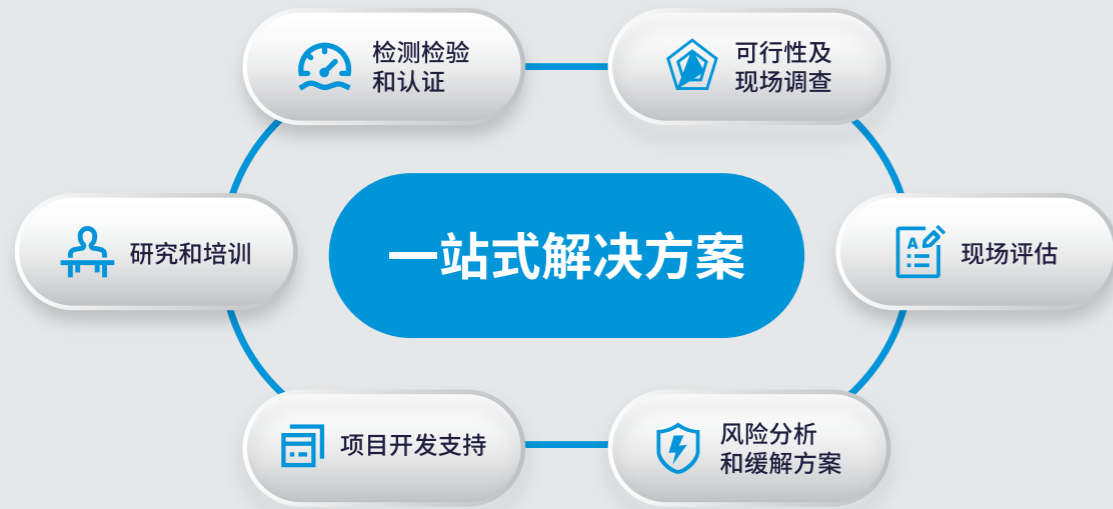 检测检验
和认证
可行性及
现场调查
研究和培训
一站式解决方案
A
现场评估
项目开发支持
风险分析
和缓解方案